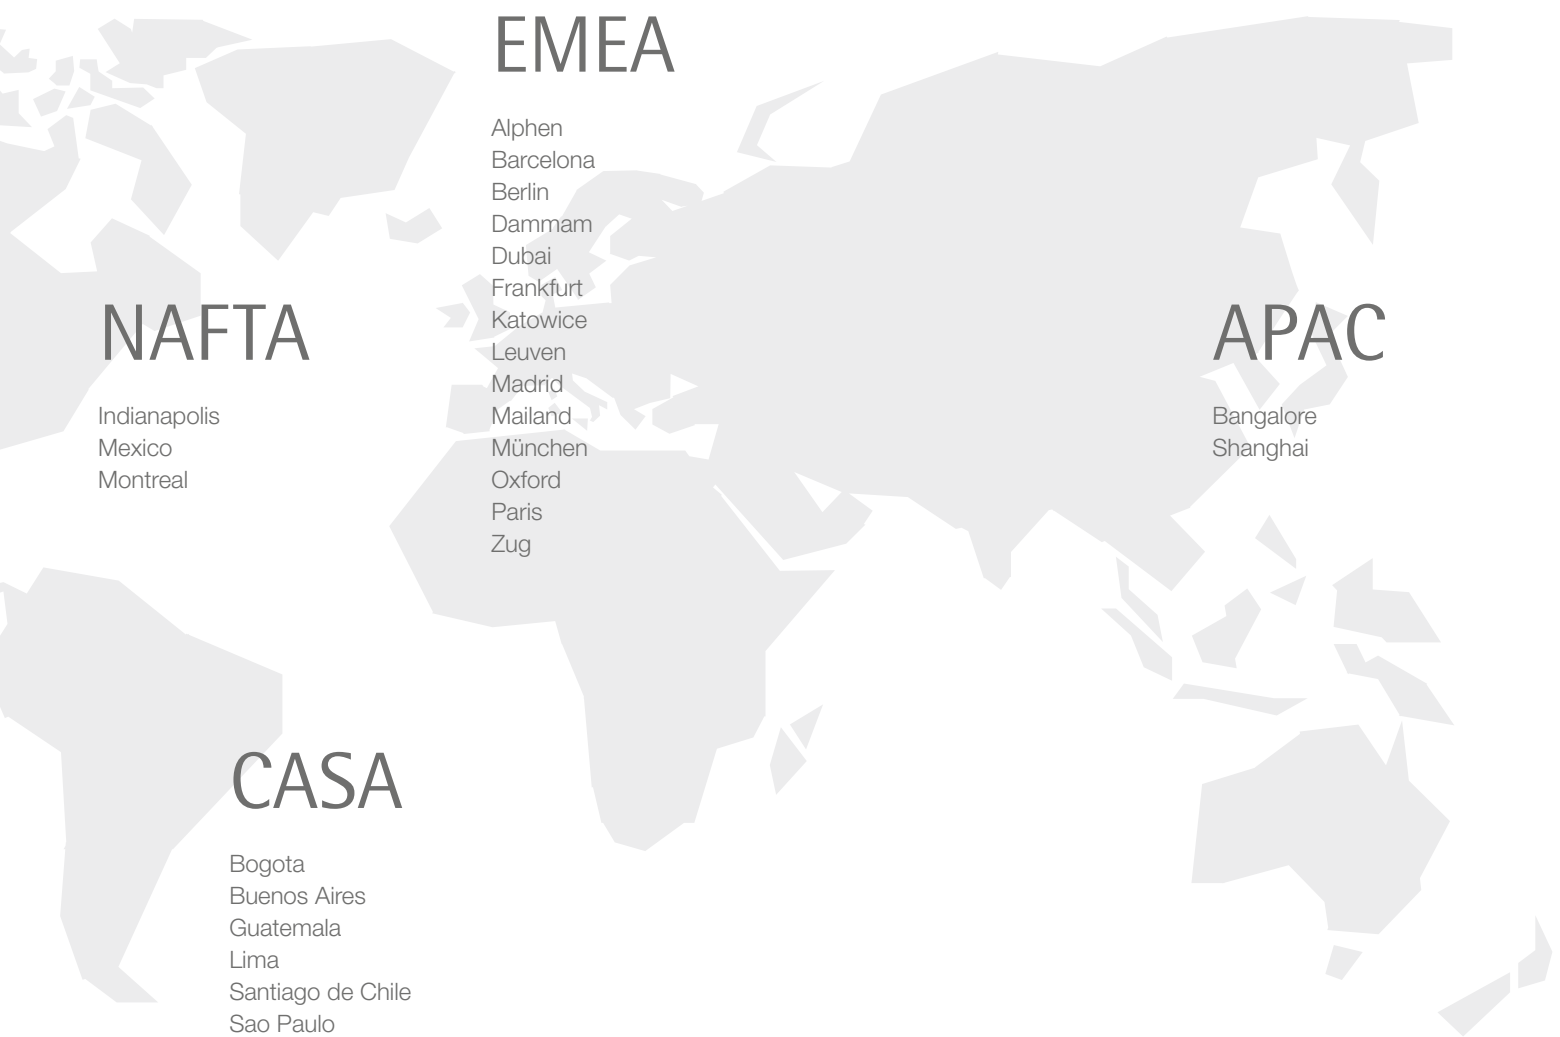 EMEA
Alphen
Barcelona
Berlin
Dammam
Dubai
Frankfurt
Katowice
Leuven
Madrid
Mailand
München
Oxford
Paris
Zug
NAFTA
Indianapolis
Mexico
Montreal
APAC
Bangalore
Shanghai
CASA
Bogota
Buenos Aires
Guatemala
Lima
Santiago de Chile
Sao Paulo